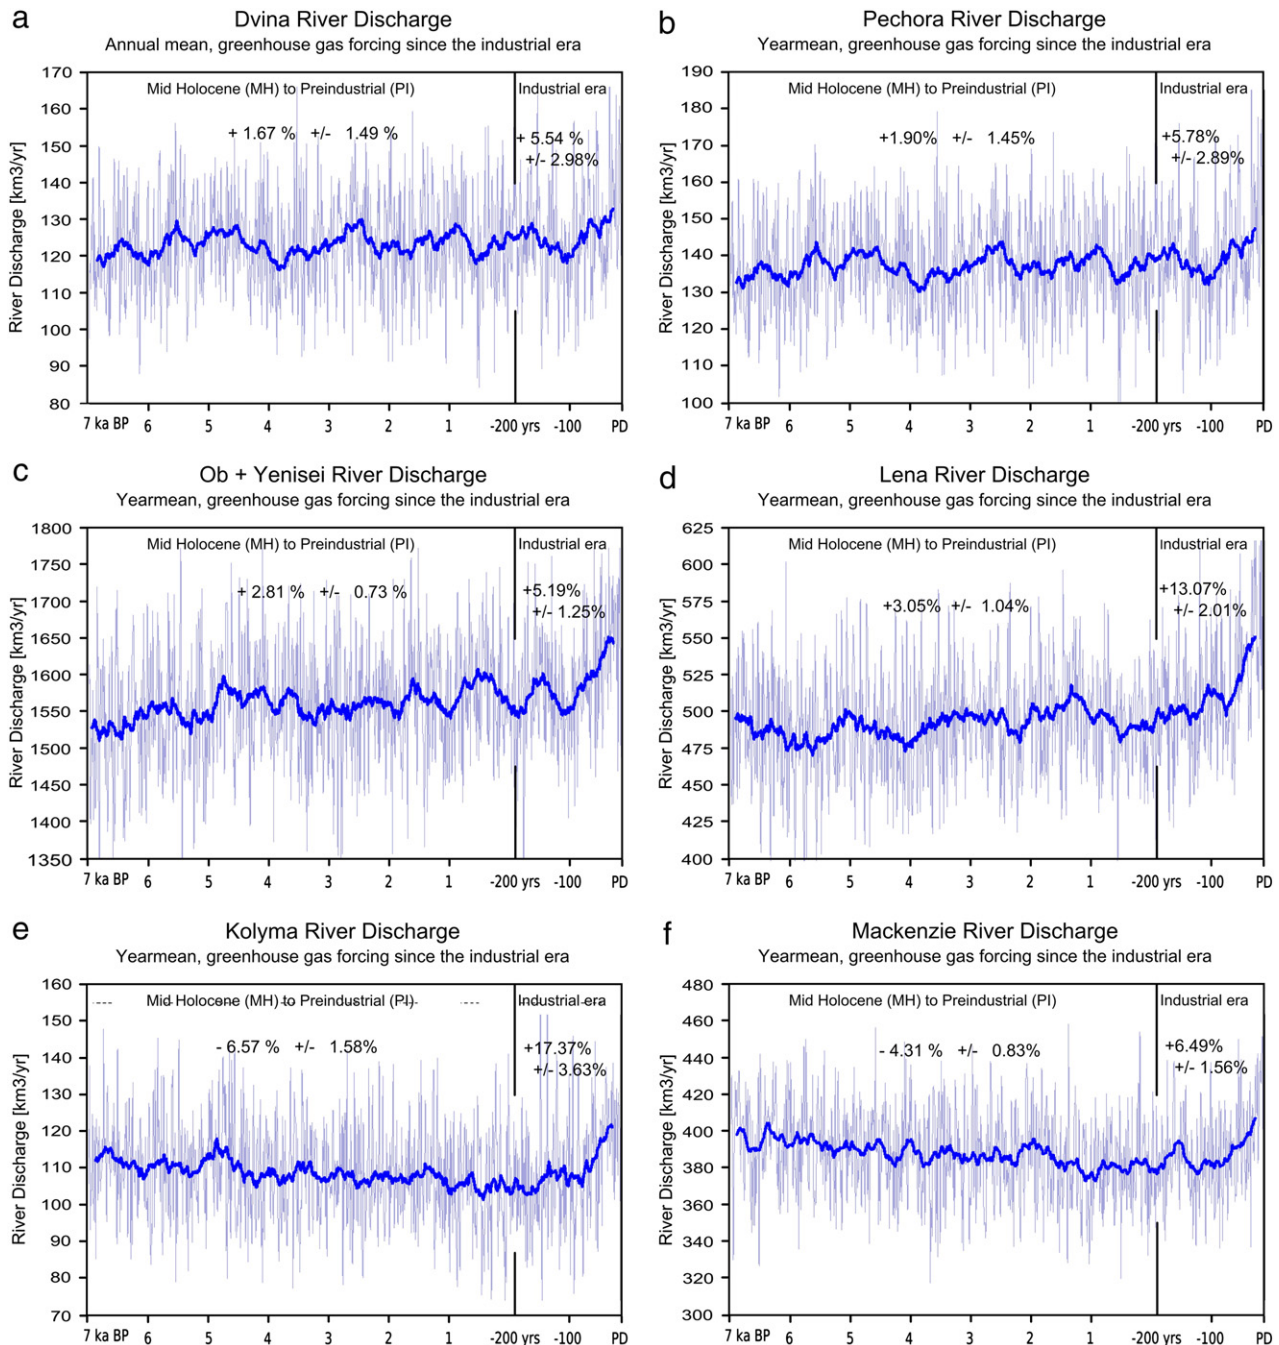 a
Dvina River Discharge
Annual mean, greenhouse gas forcing since the industrial era
River Discharge [km3/yr]
170
160
150
140
130
120
110
100
90
80
Mid Holocene (MH) to Preindustrial (PI)
Industrial era
+ 1.67 % +/- 1.49 %
+ 5.54 %
+/- 2.98%
7 ka BP 6 5 4 3 2 1 -200 yrs -100 PD
b
Pechora River Discharge
Yearmean, greenhouse gas forcing since the industrial era
River Discharge [km3/yr]
190
180
170
160
150
140
130
120
110
100
Mid Holocene (MH) to Preindustrial (PI)
Industrial era
+1.90% +/- 1.45%
+5.78%
+/- 2.89%
7 ka BP 6 5 4 3 2 1 -200 yrs -100 PD
c
Ob + Yenisei River Discharge
Yearmean, greenhouse gas forcing since the industrial era
River Discharge [km3/yr]
1800
1750
1700
1650
1600
1550
1500
1450
1400
1350
Mid Holocene (MH) to Preindustrial (PI)
Industrial era
+ 2.81 % +/- 0.73 %
+5.19%
+/- 1.25%
7 ka BP 6 5 4 3 2 1 -200 yrs -100 PD
d
Lena River Discharge
Yearmean, greenhouse gas forcing since the industrial era
River Discharge [km3/yr]
625
600
575
550
525
500
475
450
425
400
Mid Holocene (MH) to Preindustrial (PI)
Industrial era
+3.05% +/- 1.04%
+13.07%
+/- 2.01%
7 ka BP 6 5 4 3 2 1 -200 yrs -100 PD
e
Kolyma River Discharge
Yearmean, greenhouse gas forcing since the industrial era
River Discharge [km3/yr]
160
150
140
130
120
110
100
90
80
70
Mid Holocene (MH) to Preindustrial (PI)
Industrial era
- 6.57 % +/- 1.58%
+17.37%
+/- 3.63%
7 ka BP 6 5 4 3 2 1 -200 yrs -100 PD
f
Mackenzie River Discharge
Yearmean, greenhouse gas forcing since the industrial era
River Discharge [km3/yr]
480
460
440
420
400
380
360
340
320
300
Mid Holocene (MH) to Preindustrial (PI)
Industrial era
- 4.31 % +/- 0.83%
+6.49%
+/- 1.56%
7 ka BP 6 5 4 3 2 1 -200 yrs -100 PD